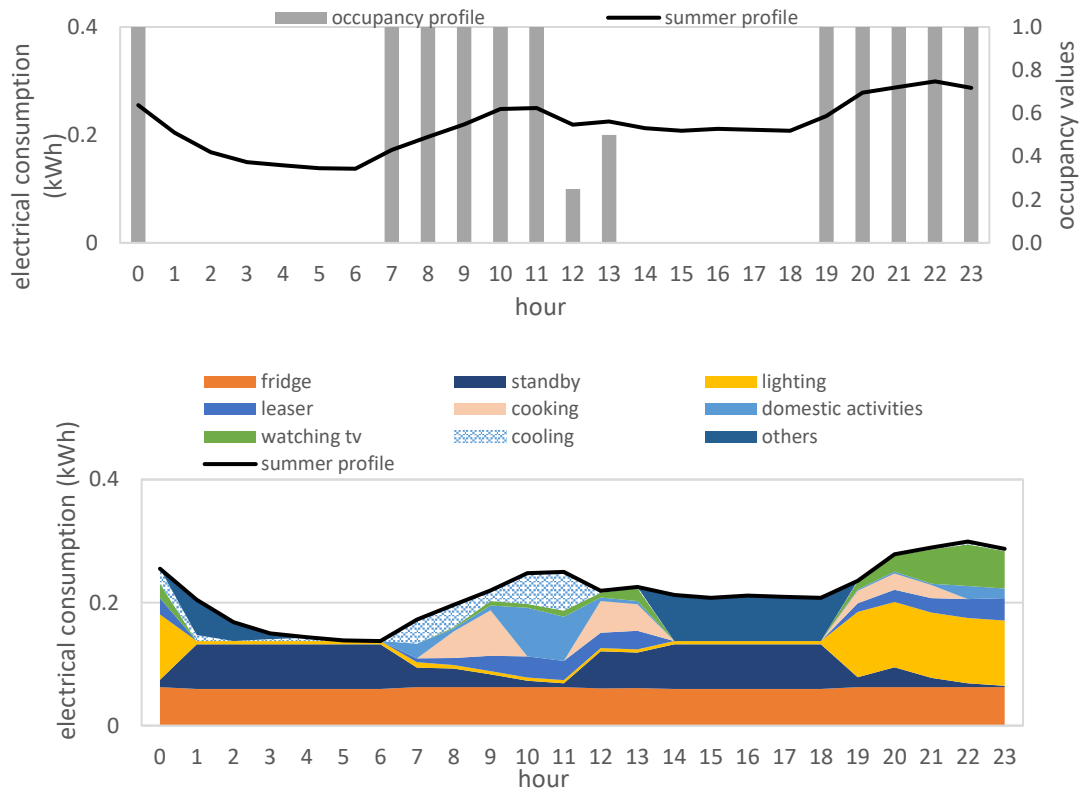 occupancy profile summer profile
electrical consumption
(kWh)
0.4
0.2
0
1.0
0.8
0.6
0.4
0.2
0.0
occupancy values
0 1 2 3 4 5 6 7 8 9 10 11 12 13 14 15 16 17 18 19 20 21 22 23
hour
fridge standby lighting
leaser cooking domestic activities
watching tv cooling others
summer profile
electrical consumption (kWh)
0.4
0.2
0
0 1 2 3 4 5 6 7 8 9 10 11 12 13 14 15 16 17 18 19 20 21 22 23
hour